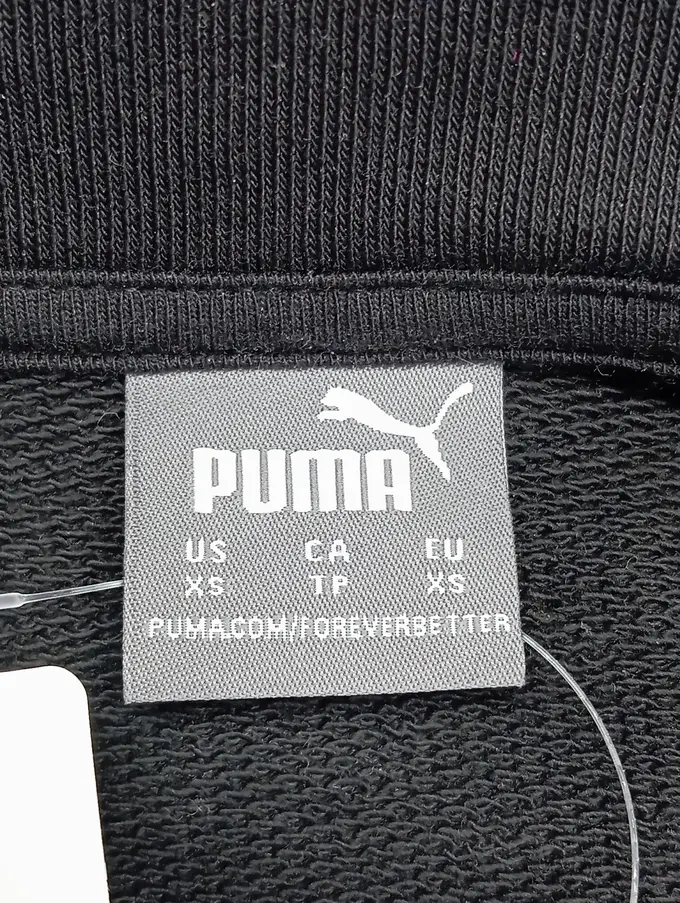 PUMA
US CA EU
XS TP XS
PUMA.COM/FOREVERBETTER